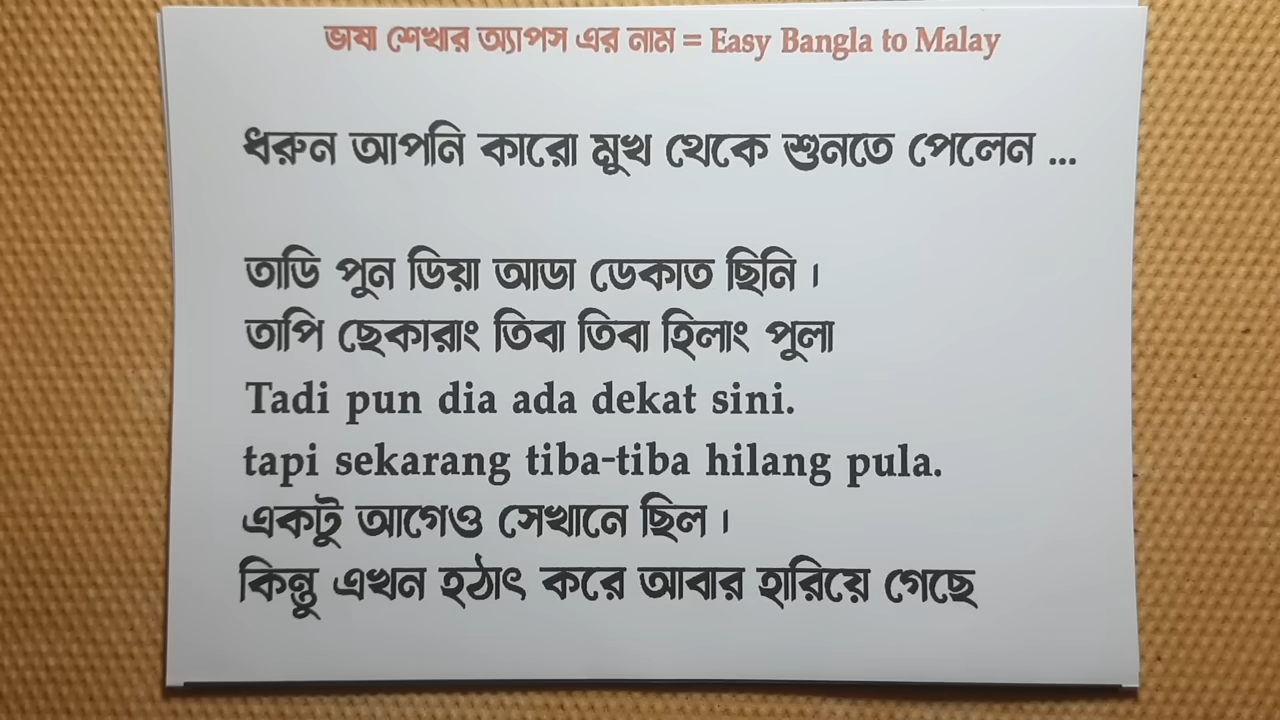 ভাষা শেখার অ্যাপস এর নাম = Easy Bangla to Malay
ধরুন আপনি কারো মুখ থেকে শুনতে পেলেন ...
তাডি পুন ডিয়া আডা ডেকাত ছিনি।
তাপি ছেকারাং তিবা তিবা হিলাং পুলা
Tadi pun dia ada dekat sini.
tapi sekarang tiba-tiba hilang pula.
একটু আগেও সেখানে ছিল।
কিন্তু এখন হঠাৎ করে আবার হারিয়ে গেছে